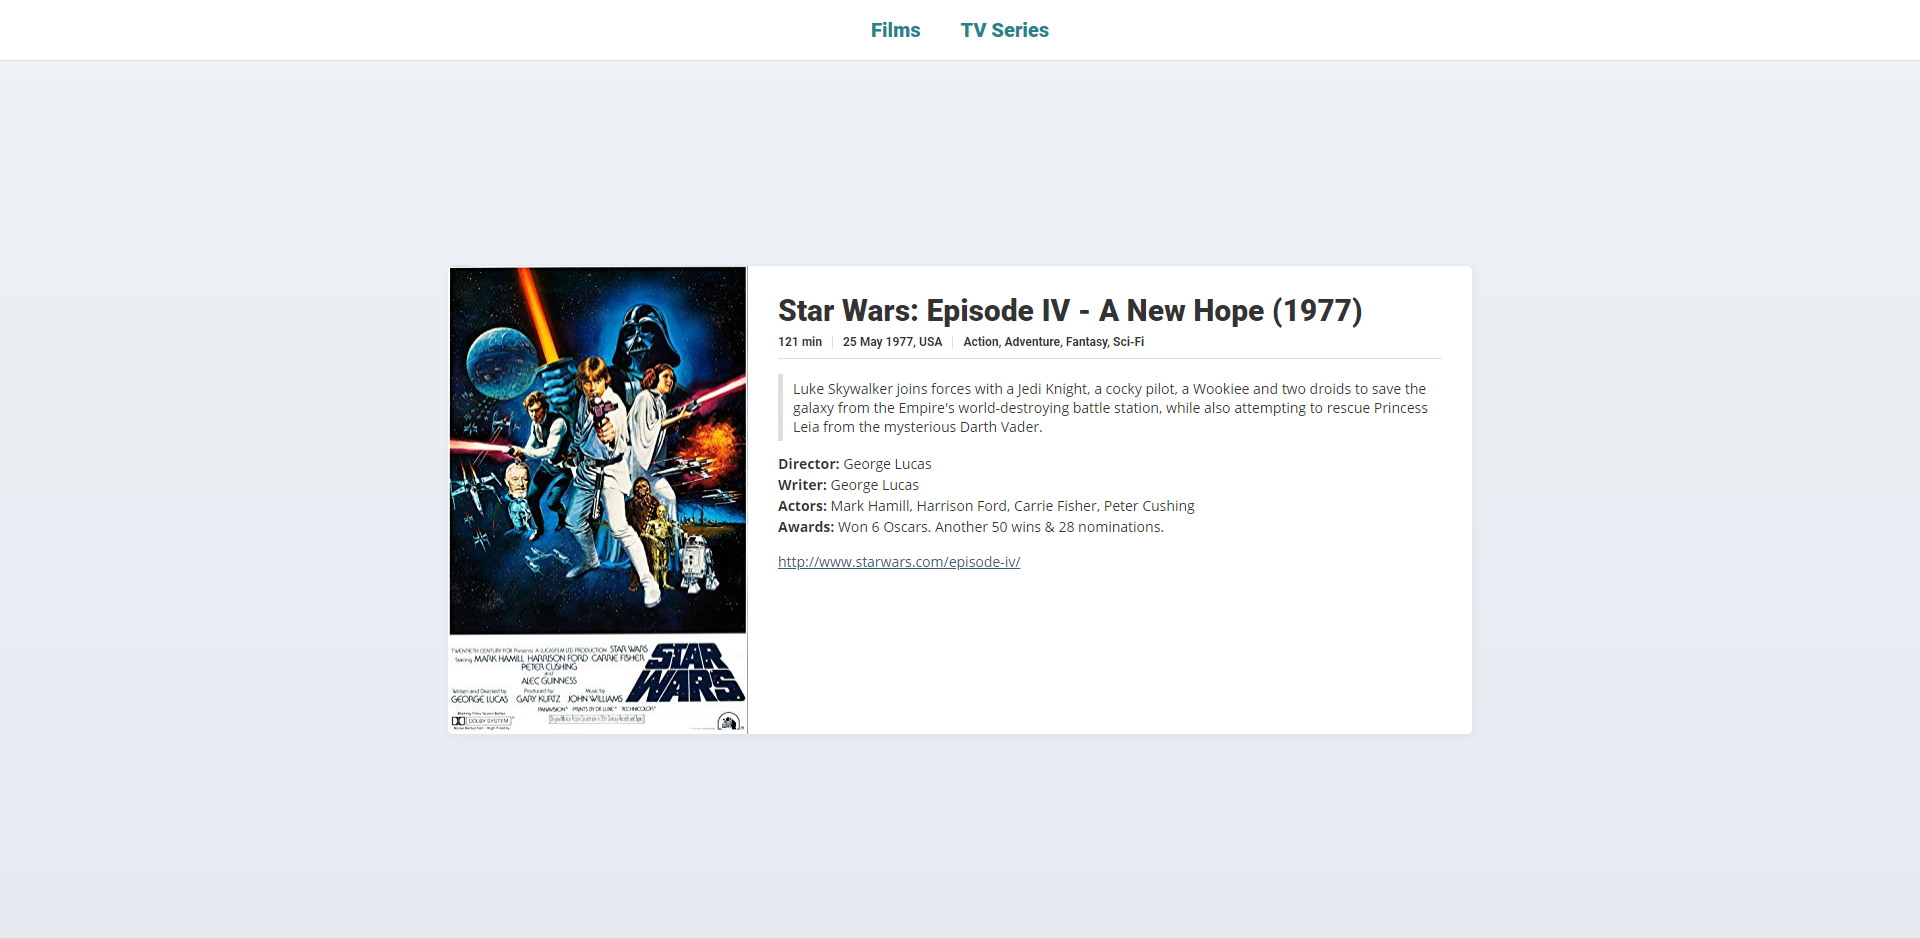 Films TV Series
Star Wars: Episode IV - A New Hope (1977)
121 min 25 May 1977, USA Action, Adventure, Fantasy, Sci-Fi
Luke Skywalker joins forces with a Jedi Knight, a cocky pilot, a Wookiee and two droids to save the
galaxy from the Empire's world-destroying battle station, while also attempting to rescue Princess
Leia from the mysterious Darth Vader.
Director: George Lucas
Writer: George Lucas
Actors: Mark Hamill, Harrison Ford, Carrie Fisher, Peter Cushing
Awards: Won 6 Oscars. Another 50 wins & 28 nominations.
http://www.starwars.com/episode-iv/
TWENTIETH CENTURY-FOX Presents A LUCASFILM LTD PRODUCTION STAR WARS
Starring MARK HAMILL HARRISON FORD CARRIE FISHER
PETER CUSHING
and
ALEC GUINNESS
STAR WARS
Written and Directed by GEORGE LUCAS
Produced by GARY KURTZ
Music by JOHN WILLIAMS
PANAVISION® PRINTS BY DE LUXE® TECHNICOLOR®
DOLBY SYSTEM